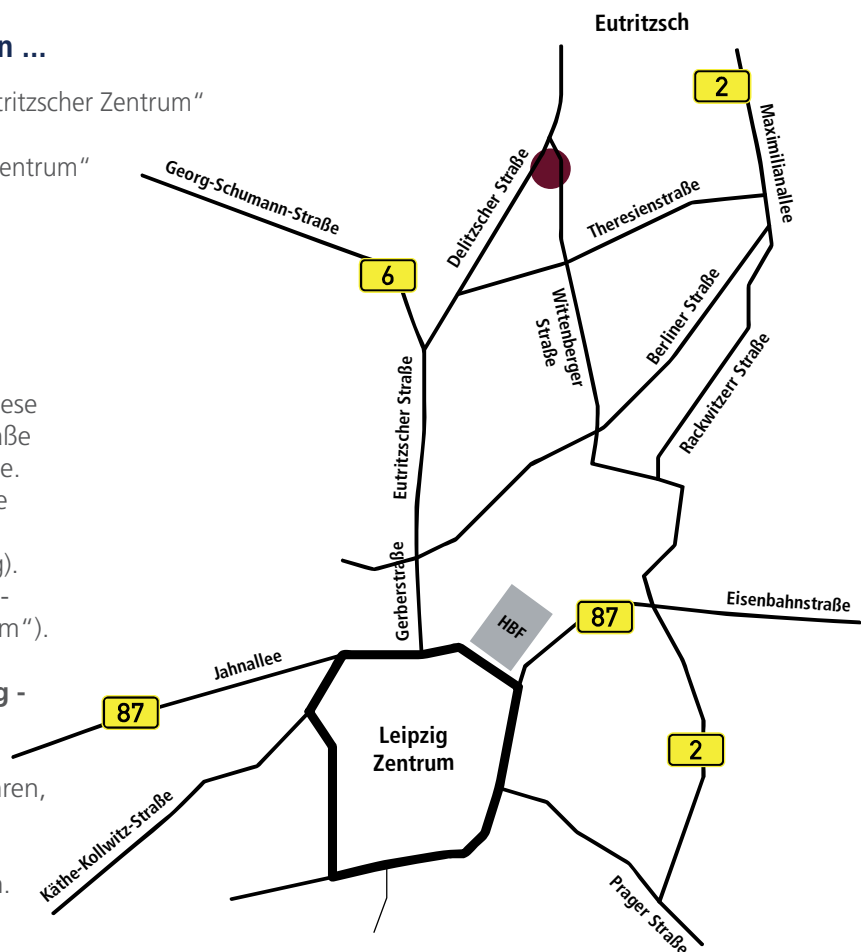 n ...
tritzscher Zentrum“
entrum“
ese
aße
e.
e
g).
-
m“).
g -
ren,
n.
Eutritzsch
2
Maximilianallee
Georg-Schumann-Straße
Delitzscher Straße
Theresienstraße
6
Wittenberger
Straße
Berliner Straße
Rackwitzerr Straße
Eutritzscher Straße
Gerberstraße
HBF
87
Eisenbahnstraße
Jahnallee
87
Leipzig
Zentrum
2
Käthe-Kollwitz-Straße
Prager Straße